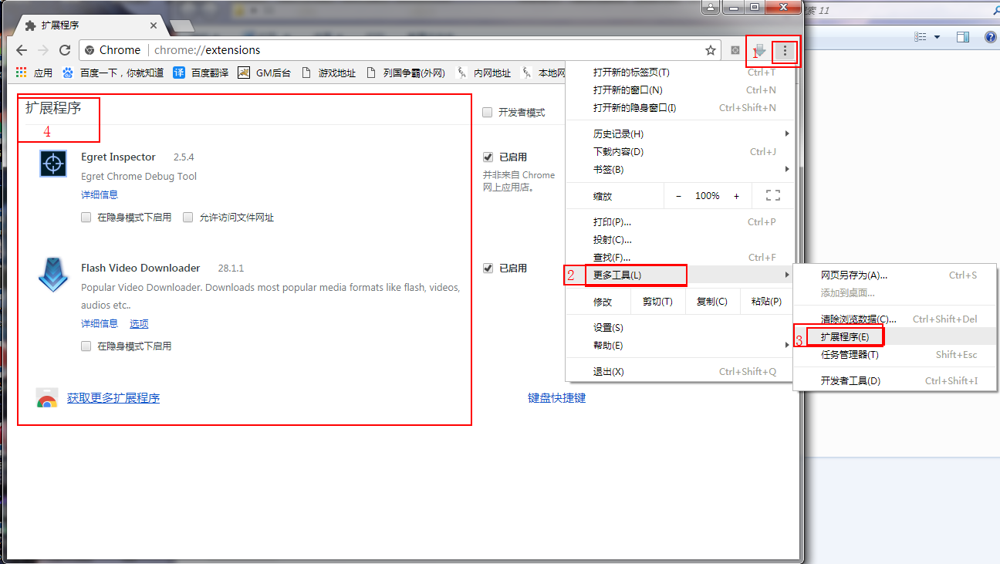 扩展程序
索 11
Chrome
chrome://extensions
1
应用
百度一下，你就知道
译
百度翻译
GM后台
游戏地址
列国争霸(外网)
内网地址
本地网
扩展程序
4
开发者模式
Egret Inspector 2.5.4
Egret Chrome Debug Tool
详细信息
在隐身模式下启用
允许访问文件网址
已启用
并非来自 Chrome
网上应用店。
Flash Video Downloader 28.1.1
Popular Video Downloader. Downloads most popular media formats like flash, videos,
audios etc..
详细信息 选项
在隐身模式下启用
已启用
获取更多扩展程序
键盘快捷键
打开新的标签页(T) Ctrl+T
打开新的窗口(N) Ctrl+N
打开新的隐身窗口(I) Ctrl+Shift+N
历史记录(H)
下载内容(D) Ctrl+J
书签(B)
缩放 − 100% +
打印(P)... Ctrl+P
投射(C)...
查找(F)... Ctrl+F
2
更多工具(L)
修改 剪切(T) 复制(C) 粘贴(P)
设置(S)
帮助(E)
退出(X) Ctrl+Shift+Q
网页另存为(A)... Ctrl+S
添加到桌面...
清除浏览数据(C)... Ctrl+Shift+Del
3
扩展程序(E)
任务管理器(T) Shift+Esc
开发者工具(D) Ctrl+Shift+I